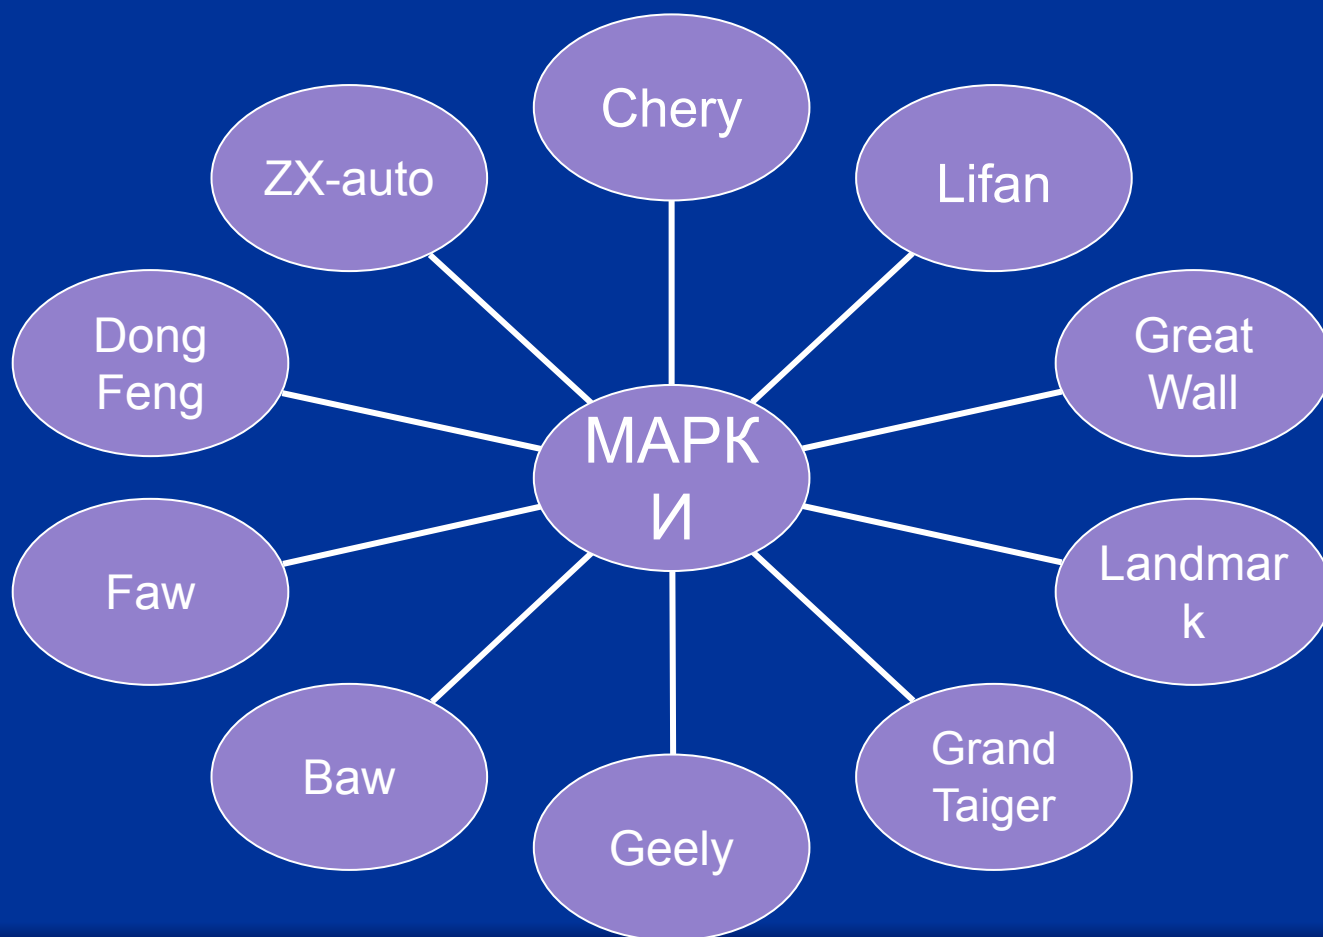 Chery
ZX-auto
Lifan
Dong
Feng
Great
Wall
МАРК
И
Faw
Landmar
k
Baw
Grand
Taiger
Geely